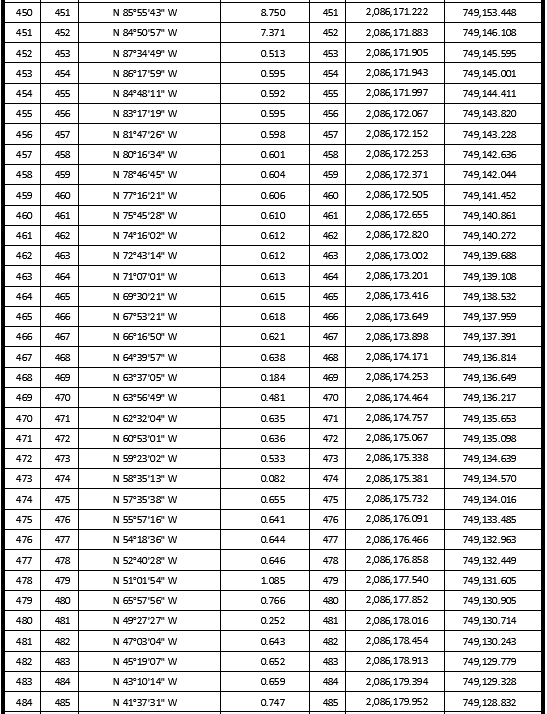 450 451 N 85°55'43" W 8.750 451 2,086,171.222 749,153.448
451 452 N 84°50'57" W 7.371 452 2,086,171.883 749,146.108
452 453 N 87°34'49" W 0.513 453 2,086,171.905 749,145.595
453 454 N 86°17'59" W 0.595 454 2,086,171.943 749,145.001
454 455 N 84°48'11" W 0.592 455 2,086,171.997 749,144.411
455 456 N 83°17'19" W 0.595 456 2,086,172.067 749,143.820
456 457 N 81°47'26" W 0.598 457 2,086,172.152 749,143.228
457 458 N 80°16'34" W 0.601 458 2,086,172.253 749,142.636
458 459 N 78°46'45" W 0.604 459 2,086,172.371 749,142.044
459 460 N 77°16'21" W 0.606 460 2,086,172.505 749,141.452
460 461 N 75°45'28" W 0.610 461 2,086,172.655 749,140.861
461 462 N 74°16'02" W 0.612 462 2,086,172.820 749,140.272
462 463 N 72°43'14" W 0.612 463 2,086,173.002 749,139.688
463 464 N 71°07'01" W 0.613 464 2,086,173.201 749,139.108
464 465 N 69°30'21" W 0.615 465 2,086,173.416 749,138.532
465 466 N 67°53'21" W 0.618 466 2,086,173.649 749,137.959
466 467 N 66°16'50" W 0.621 467 2,086,173.898 749,137.391
467 468 N 64°39'57" W 0.638 468 2,086,174.171 749,136.814
468 469 N 63°37'05" W 0.184 469 2,086,174.253 749,136.649
469 470 N 63°56'49" W 0.481 470 2,086,174.464 749,136.217
470 471 N 62°32'04" W 0.635 471 2,086,174.757 749,135.653
471 472 N 60°53'01" W 0.636 472 2,086,175.067 749,135.098
472 473 N 59°23'02" W 0.533 473 2,086,175.338 749,134.639
473 474 N 58°35'13" W 0.082 474 2,086,175.381 749,134.570
474 475 N 57°35'38" W 0.655 475 2,086,175.732 749,134.016
475 476 N 55°57'16" W 0.641 476 2,086,176.091 749,133.485
476 477 N 54°18'36" W 0.644 477 2,086,176.466 749,132.963
477 478 N 52°40'28" W 0.646 478 2,086,176.858 749,132.449
478 479 N 51°01'54" W 1.085 479 2,086,177.540 749,131.605
479 480 N 65°57'56" W 0.766 480 2,086,177.852 749,130.905
480 481 N 49°27'27" W 0.252 481 2,086,178.016 749,130.714
481 482 N 47°03'04" W 0.643 482 2,086,178.454 749,130.243
482 483 N 45°19'07" W 0.652 483 2,086,178.913 749,129.779
483 484 N 43°10'14" W 0.659 484 2,086,179.394 749,129.328
484 485 N 41°37'31" W 0.747 485 2,086,179.952 749,128.832